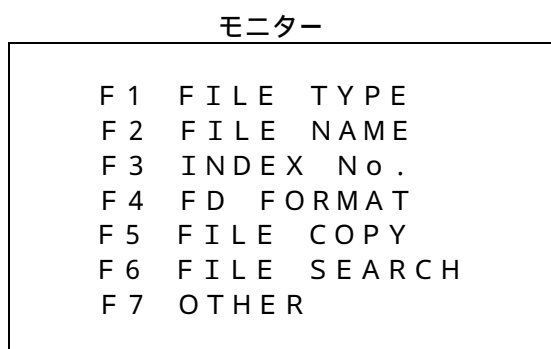 モニター
F1 FILE TYPE
F2 FILE NAME
F3 INDEX No.
F4 FD FORMAT
F5 FILE COPY
F6 FILE SEARCH
F7 OTHER